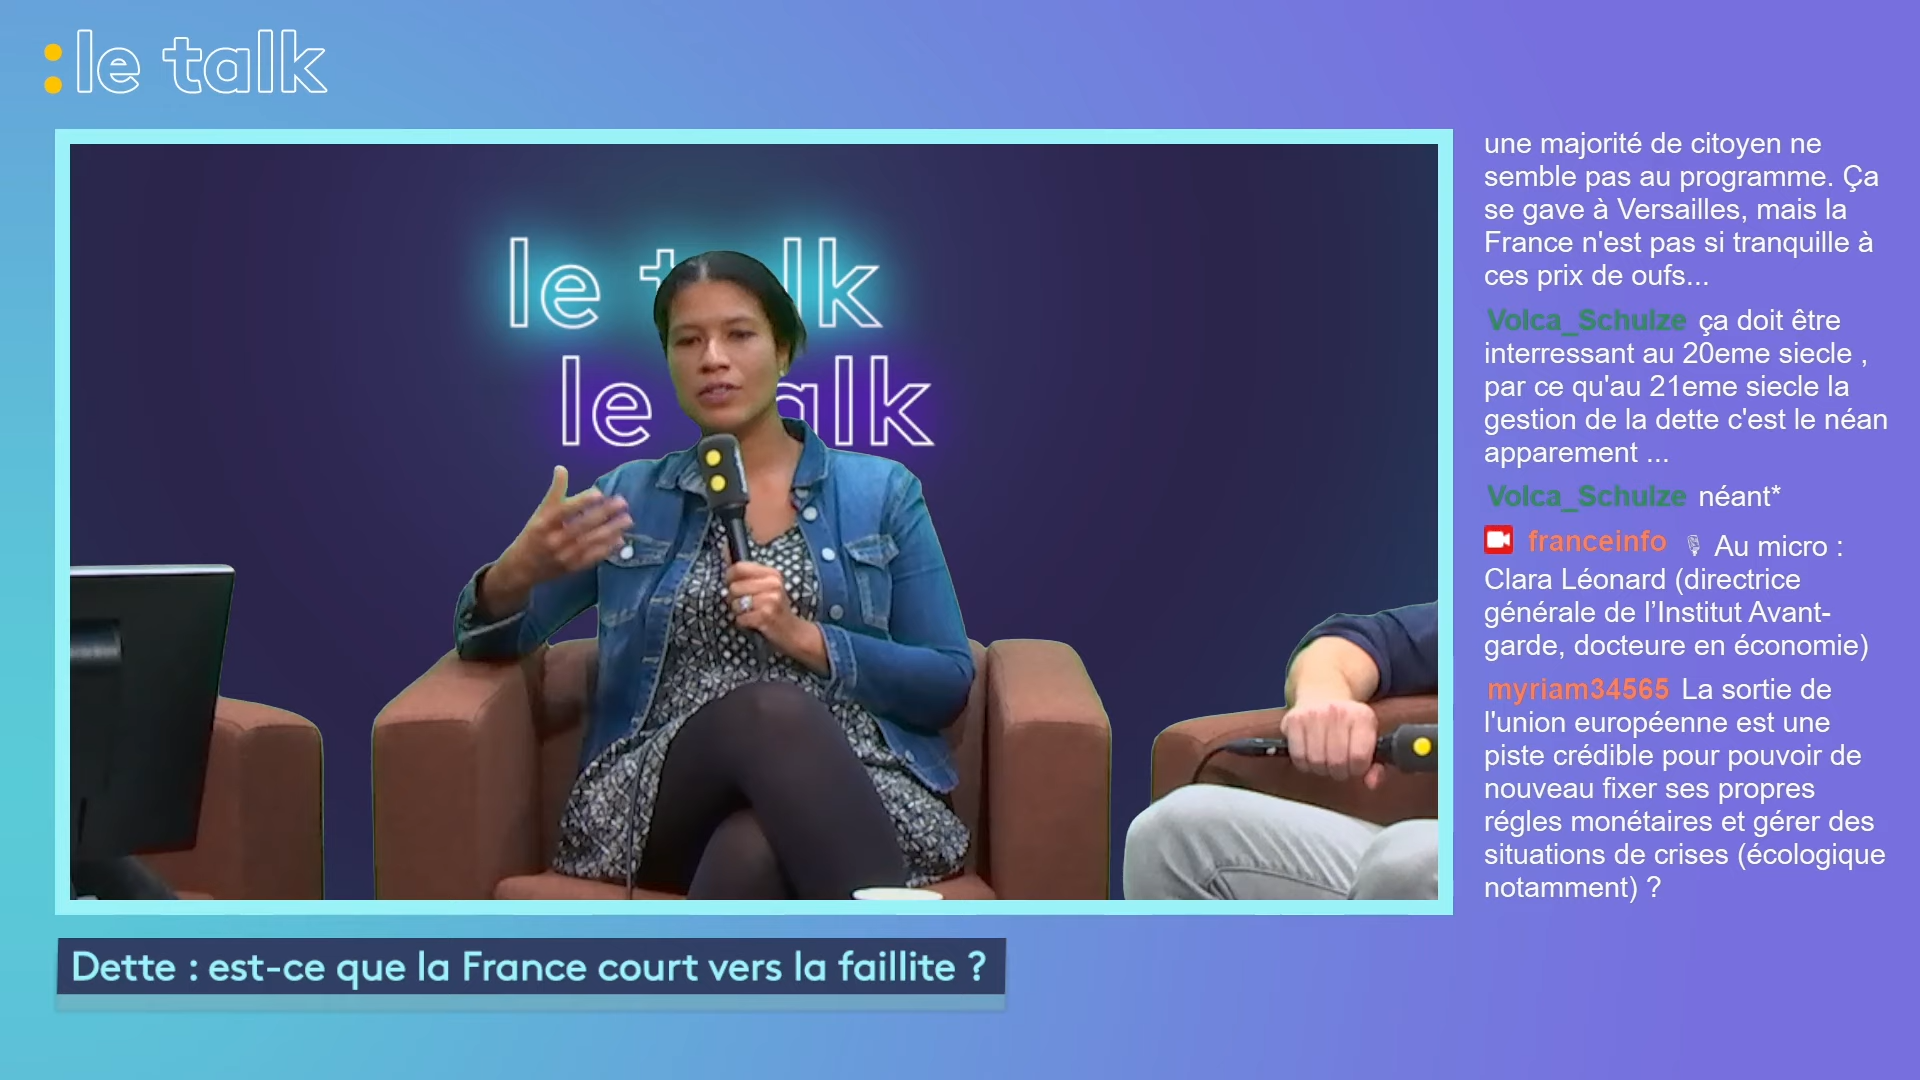 :le talk
le t lk
le alk
une majorité de citoyen ne
semble pas au programme. Ça
se gave à Versailles, mais la
France n'est pas si tranquille à
ces prix de oufs...
Volca_Schulze ça doit être
interressant au 20eme siecle ,
par ce qu'au 21eme siecle la
gestion de la dette c'est le néan
apparement ...
Volca_Schulze néant*
franceinfo 🎙 Au micro :
Clara Léonard (directrice
générale de l’Institut Avant-
garde, docteure en économie)
myriam34565 La sortie de
l'union européenne est une
piste crédible pour pouvoir de
nouveau fixer ses propres
régles monétaires et gérer des
situations de crises (écologique
notamment) ?
Dette : est-ce que la France court vers la faillite ?